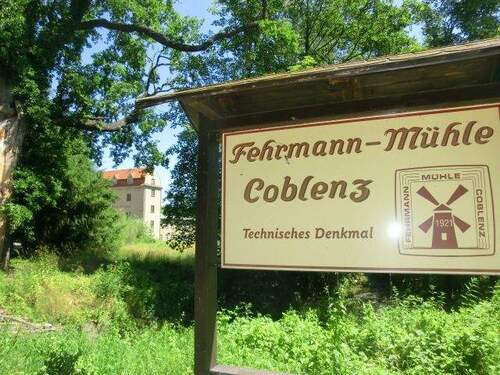 Fehrmann-Mühle
Coblenz
Technisches Denkmal
FEHRMANN
MÜHLE
COBLENZ
1921